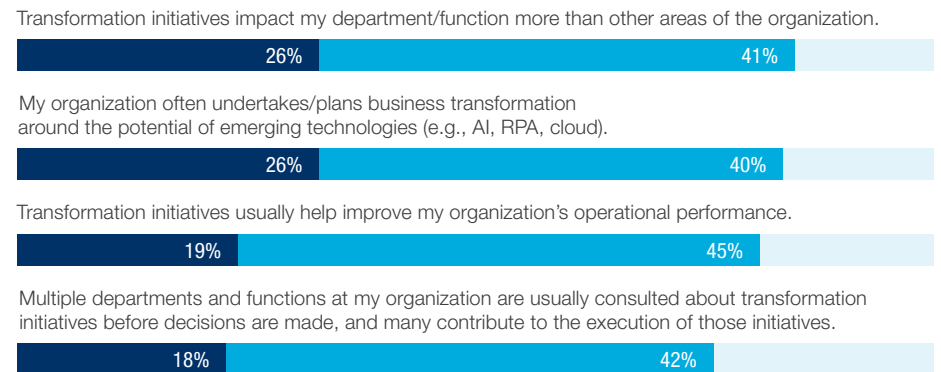 Transformation initiatives impact my department/function more than other areas of the organization.
26% 41%
My organization often undertakes/plans business transformation
around the potential of emerging technologies (e.g., AI, RPA, cloud).
26% 40%
Transformation initiatives usually help improve my organization’s operational performance.
19% 45%
Multiple departments and functions at my organization are usually consulted about transformation
initiatives before decisions are made, and many contribute to the execution of those initiatives.
18% 42%